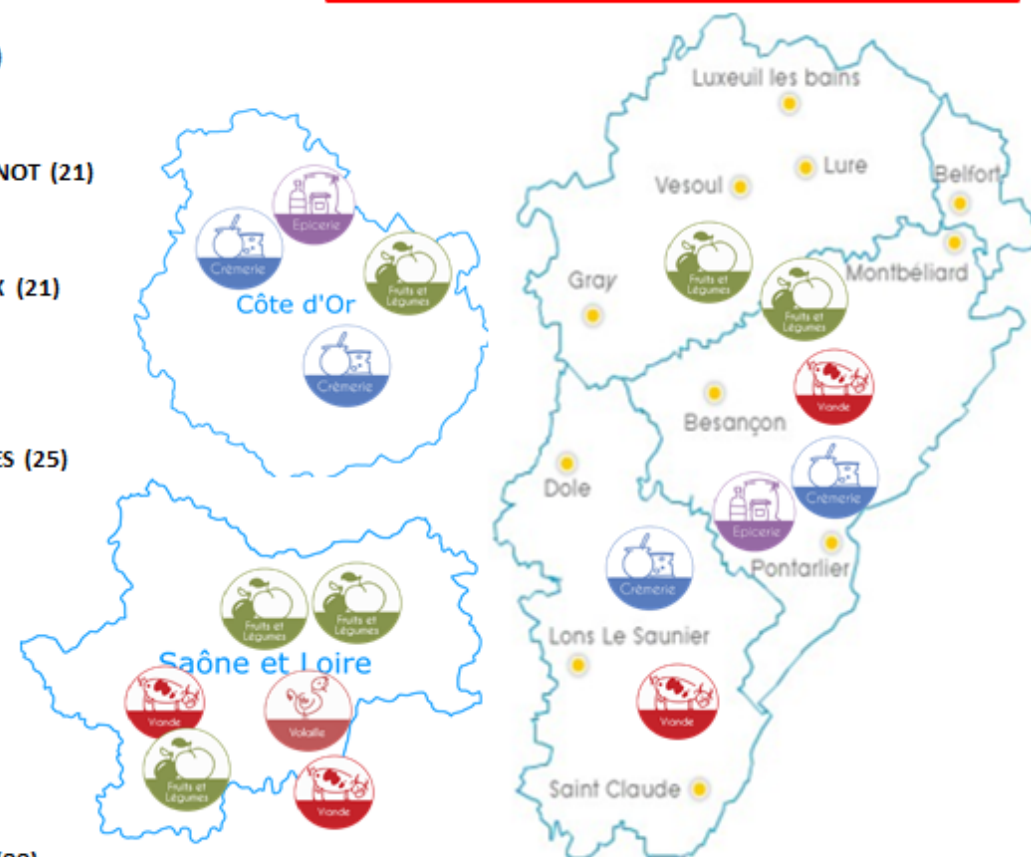 NOT (21)
X (21)
ES (25)
Epicerie
Crèmerie
Fruits et
Légumes
Côte d'Or
Crèmerie
Fruits et
Légumes
Fruits et
Légumes
Saône et Loire
Viande
Volaille
Fruits et
Légumes
Viande
Luxeuil les bains
Lure
Vesoul
Belfort
Montbéliard
Fruits et
Légumes
Gray
Fruits et
Légumes
Viande
Besançon
Crèmerie
Dole
Epicerie
Pontarlier
Crèmerie
Lons Le Saunier
Viande
Saint Claude